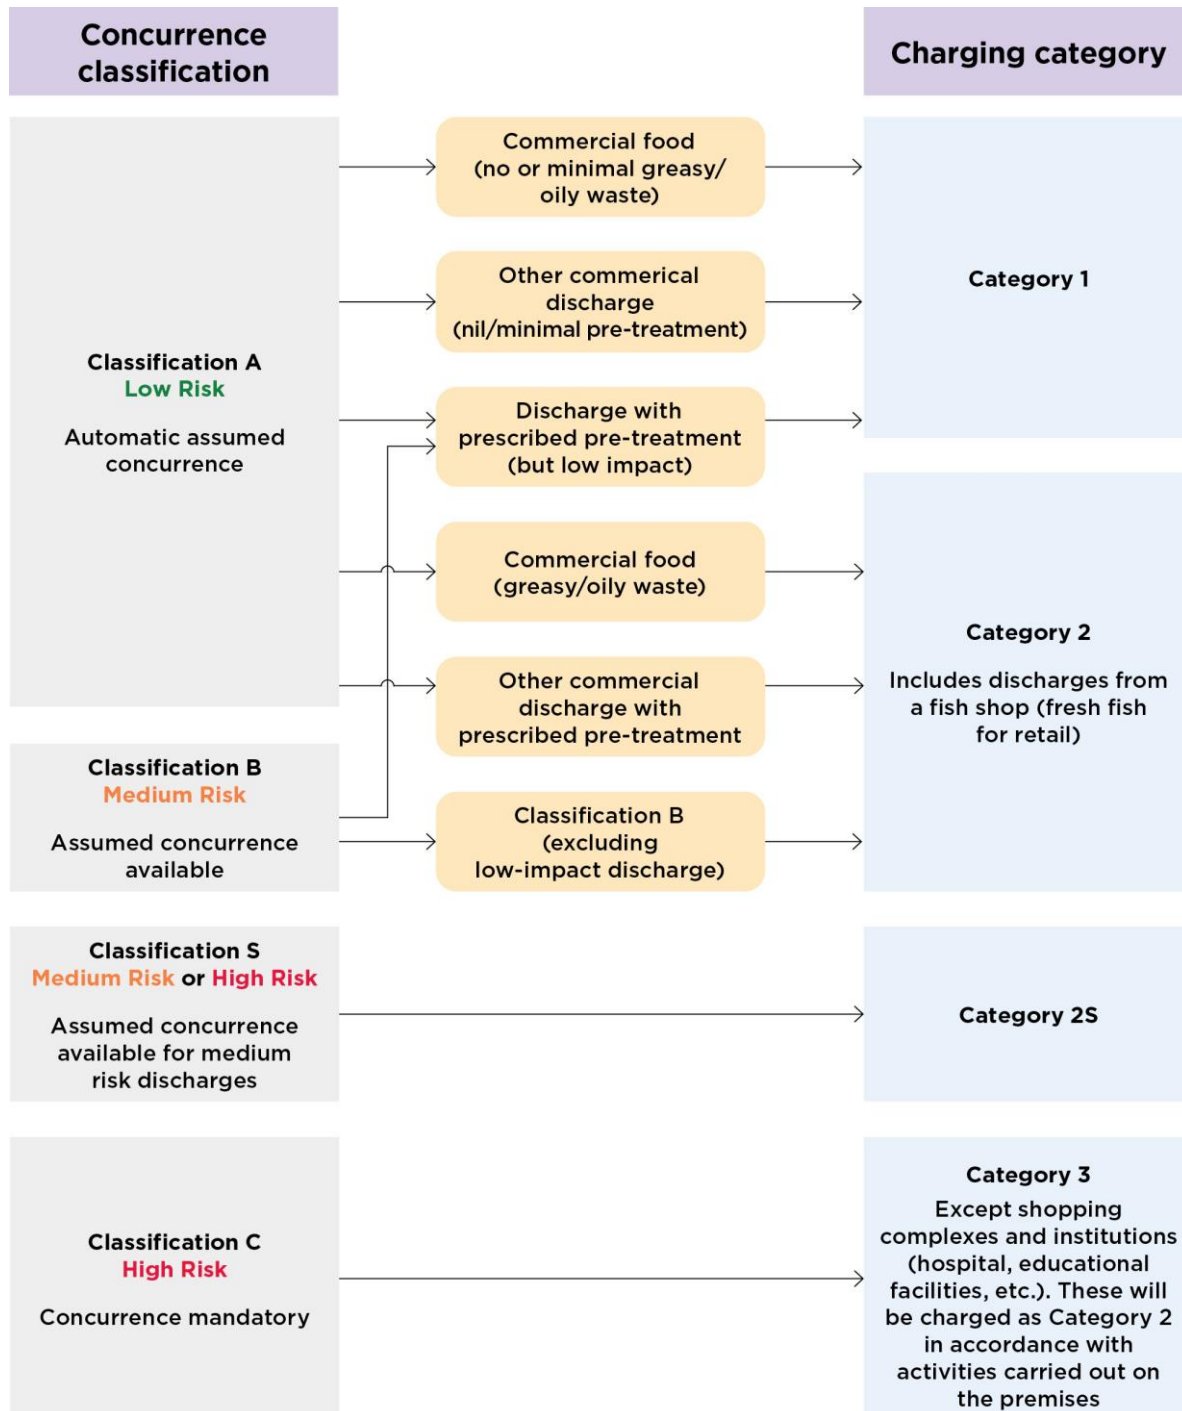 Concurrence
classification
Charging category
Classification A
Low Risk
Automatic assumed
concurrence
Commercial food
(no or minimal greasy/
oily waste)
Other commerical
discharge
(nil/minimal pre-treatment)
Discharge with
prescribed pre-treatment
(but low impact)
Category 1
Commercial food
(greasy/oily waste)
Other commercial
discharge with
prescribed pre-treatment
Classification B
Medium Risk
Assumed concurrence
available
Classification B
(excluding
low-impact discharge)
Category 2
Includes discharges from
a fish shop (fresh fish
for retail)
Classification S
Medium Risk or High Risk
Assumed concurrence
available for medium
risk discharges
Category 2S
Classification C
High Risk
Concurrence mandatory
Category 3
Except shopping
complexes and institutions
(hospital, educational
facilities, etc.). These will
be charged as Category 2
in accordance with
activities carried out on
the premises